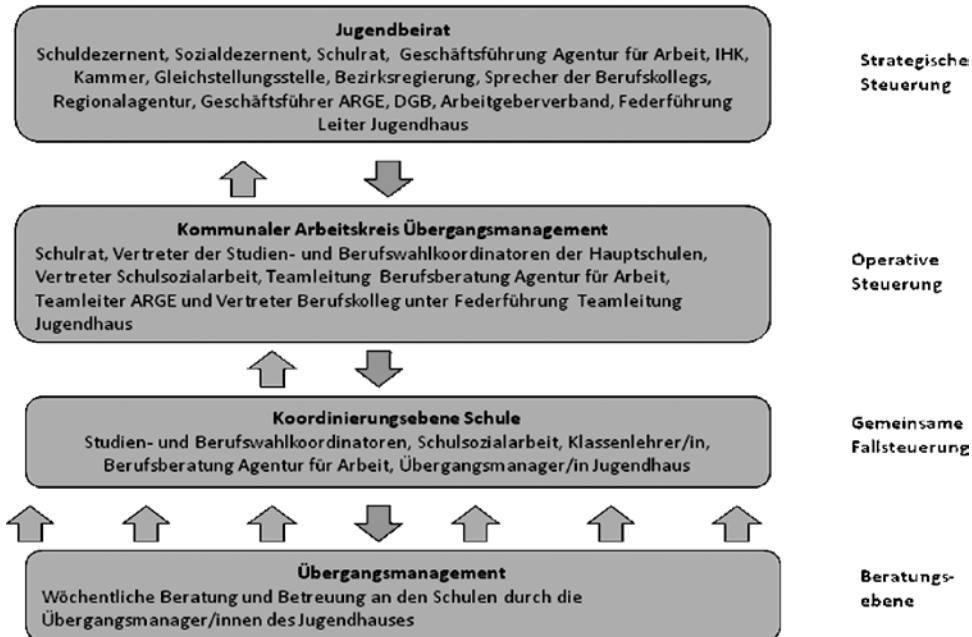 Jugendbeirat
Schuldezernent, Sozialdezernent, Schulrat, Geschäftsführung Agentur für Arbeit, IHK,
Kammer, Gleichstellungsstelle, Bezirksregierung, Sprecher der Berufskollegs,
Regionalagentur, Geschäftsführer ARGE, DGB, Arbeitgeberverband, Federführung
Leiter Jugendhaus
Strategische
Steuerung
Kommunaler Arbeitskreis Übergangsmanagement
Schulrat, Vertreter der Studien- und Berufswahlkoordinatoren der Hauptschulen,
Vertreter Schulsozialarbeit, Teamleitung Berufsberatung Agentur für Arbeit,
Teamleiter ARGE und Vertreter Berufskolleg unter Federführung Teamleitung
Jugendhaus
Operative
Steuerung
Koordinierungsebene Schule
Studien- und Berufswahlkoordinatoren, Schulsozialarbeit, Klassenlehrer/in,
Berufsberatung Agentur für Arbeit, Übergangsmanager/in Jugendhaus
Gemeinsame
Fallsteuerung
Übergangsmanagement
Wöchentliche Beratung und Betreuung an den Schulen durch die
Übergangsmanager/innen des Jugendhauses
Beratungs-
ebene